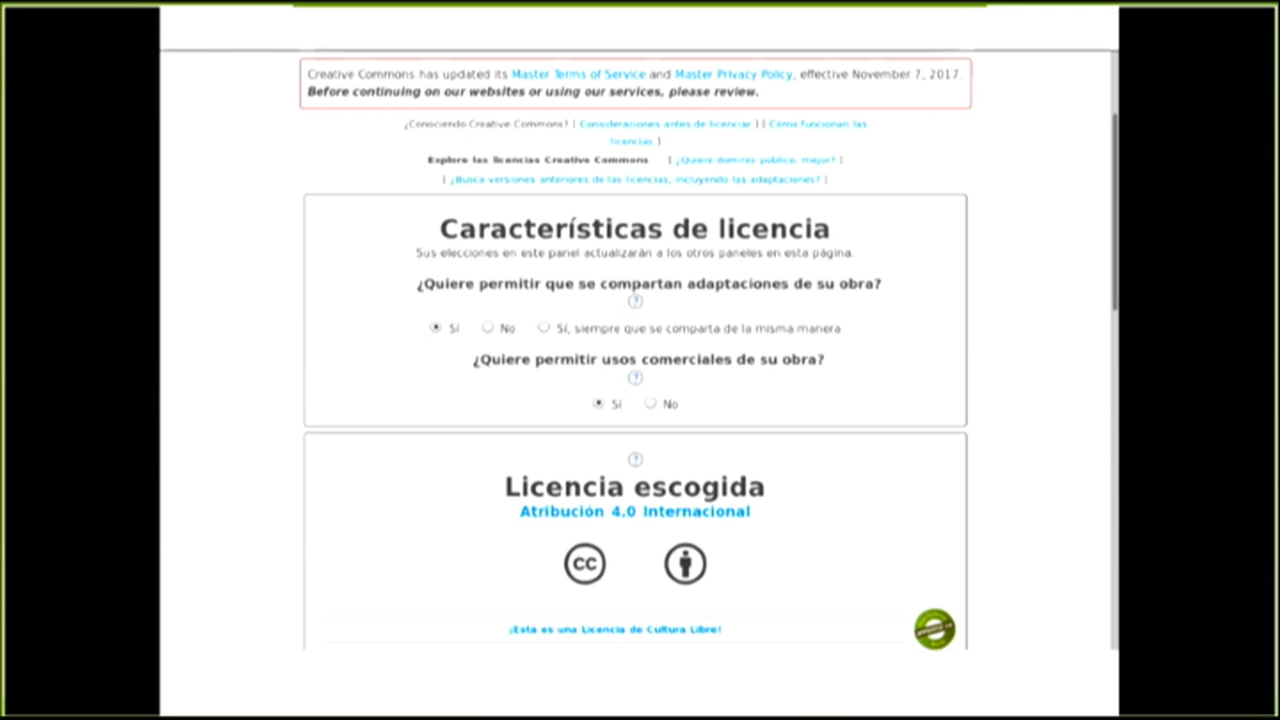 Creative Commons has updated its Master Terms of Service and Master Privacy Policy, effective November 7, 2017.
Before continuing on our websites or using our services, please review.
¿Conociendo Creative Commons? [ Consideraciones antes de licenciar ] [ Cómo funcionan las
licencias ]
Explore las licencias Creative Commons [ ¿Quiere dominio público, mejor? ]
[ ¿Busca versiones anteriores de las licencias, incluyendo las adaptaciones? ]
Características de licencia
Sus elecciones en este panel actualizarán a los otros paneles en esta página.
¿Quiere permitir que se compartan adaptaciones de su obra?
?
Sí No Sí, siempre que se comparta de la misma manera
¿Quiere permitir usos comerciales de su obra?
?
Sí No
?
Licencia escogida
Atribución 4.0 Internacional
cc
¡Esta es una Licencia de Cultura Libre!